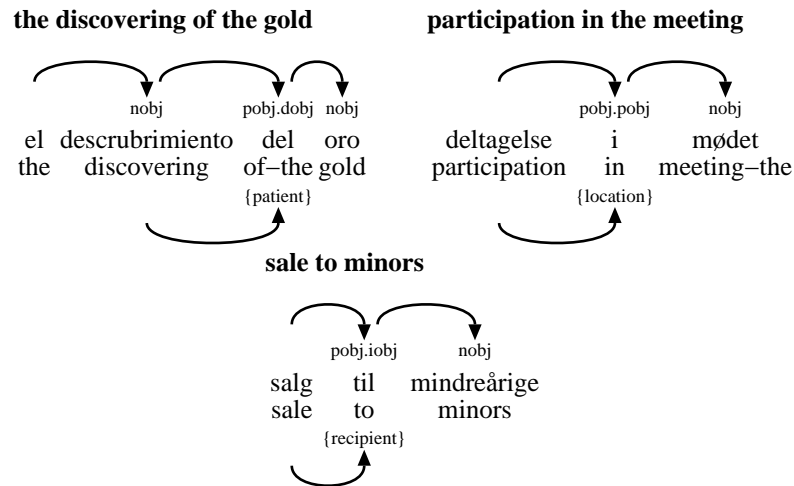 the discovering of the gold
nobj pobj.dobj nobj
el descrubrimiento del oro
the discovering of−the gold
{patient}
participation in the meeting
pobj.pobj nobj
deltagelse i mødet
participation in meeting−the
{location}
sale to minors
pobj.iobj nobj
salg til mindreårige
sale to minors
{recipient}